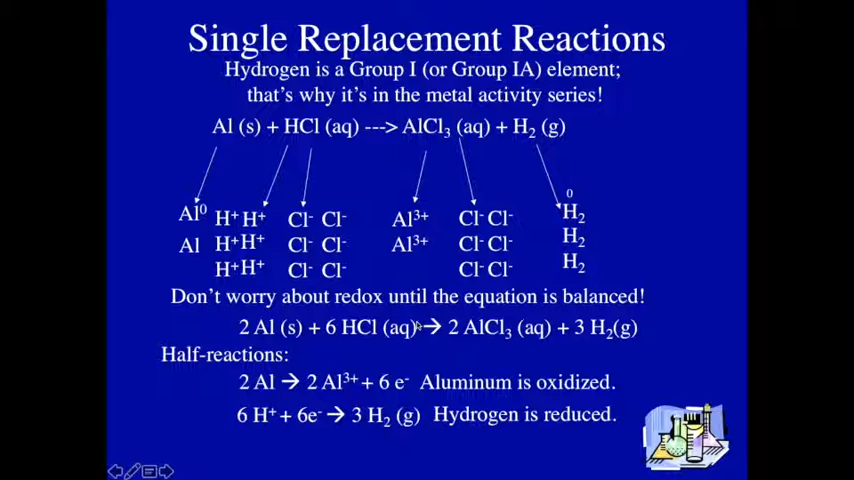 Single Replacement Reactions
Hydrogen is a Group I (or Group IA) element;
that's why it's in the metal activity series!
Al (s) + HCl (aq) ---> AlCl₃ (aq) + H₂ (g)
0
Al⁰ H⁺ H⁺ Cl⁻ Cl⁻ Al³⁺ Cl⁻ Cl⁻ H₂
Al H⁺H⁺ Cl⁻ Cl⁻ Al³⁺ Cl⁻ Cl⁻ H₂
H⁺H⁺ Cl⁻ Cl⁻ Cl⁻ Cl⁻ H₂
Don't worry about redox until the equation is balanced!
2 Al (s) + 6 HCl (aq) → 2 AlCl₃ (aq) + 3 H₂(g)
Half-reactions:
2 Al → 2 Al³⁺ + 6 e⁻ Aluminum is oxidized.
6 H⁺ + 6e⁻ → 3 H₂ (g) Hydrogen is reduced.